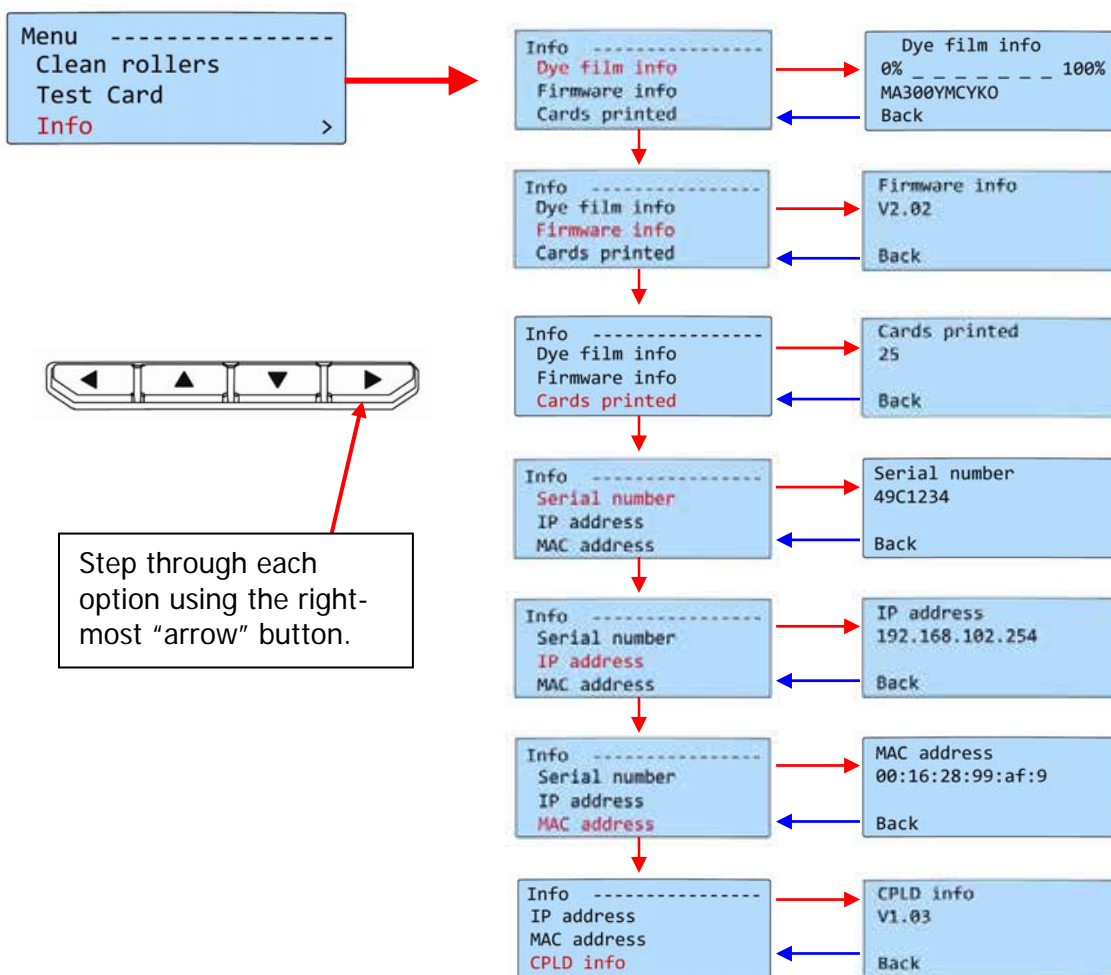 Menu ----------------
Clean rollers
Test Card
Info >
Step through each
option using the right-
most “arrow” button.
Info ----------------
Dye film info
Firmware info
Cards printed
Dye film info
0% _ _ _ _ _ _ _ 100%
MA300YMCYKO
Back
Info ----------------
Dye film info
Firmware info
Cards printed
Firmware info
V2.02
Back
Info ----------------
Dye film info
Firmware info
Cards printed
Cards printed
25
Back
Info ----------------
Serial number
IP address
MAC address
Serial number
49C1234
Back
Info ----------------
Serial number
IP address
MAC address
IP address
192.168.102.254
Back
Info ----------------
Serial number
IP address
MAC address
MAC address
00:16:28:99:af:9
Back
Info ----------------
IP address
MAC address
CPLD info
CPLD info
V1.03
Back